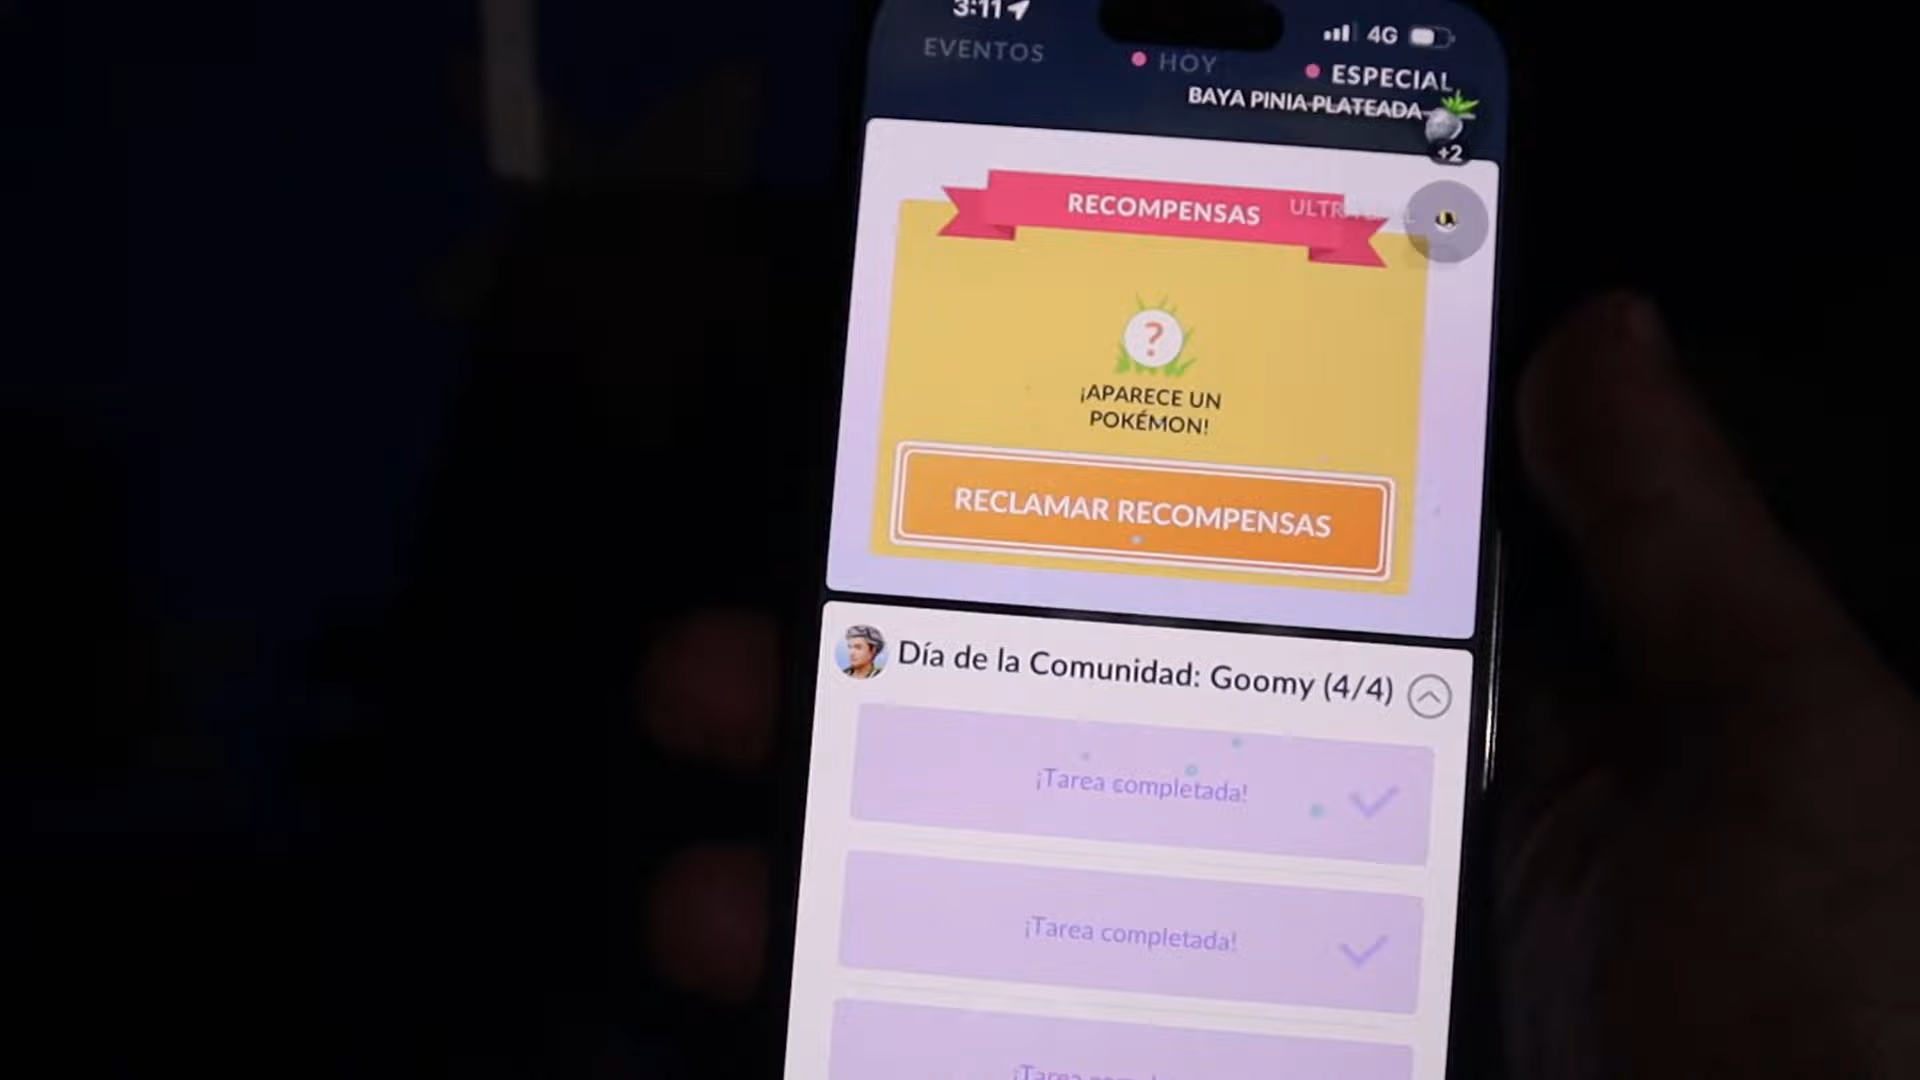 3:11
4G
EVENTOS
HOY
ESPECIAL
BAYA PINIA PLATEADA
+2
RECOMPENSAS
?
¡APARECE UN
POKÉMON!
RECLAMAR RECOMPENSAS
Día de la Comunidad: Goomy (4/4)
¡Tarea completada!
¡Tarea completada!
¡Tarea